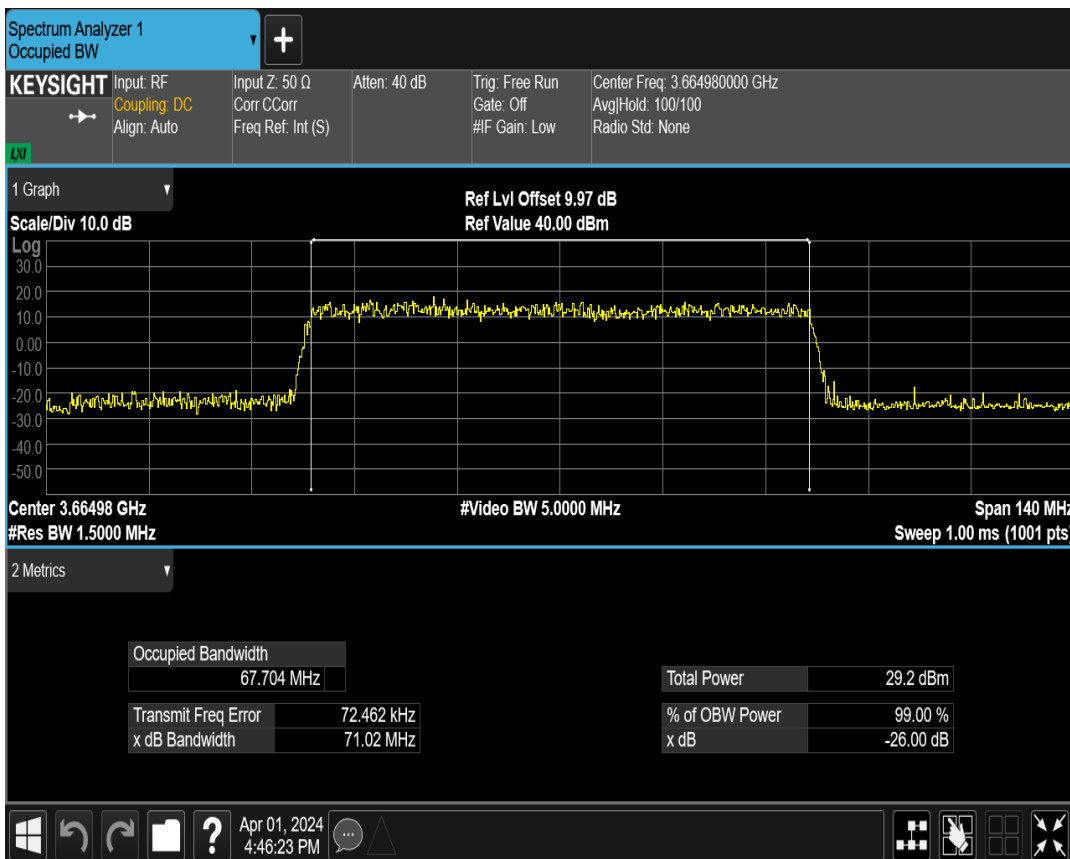 Spectrum Analyzer 1
Occupied BW
KEYSIGHT
LXI
Input: RF
Coupling: DC
Align: Auto
Input Z: 50 Ω
Corr CCorr
Freq Ref: Int (S)
Atten: 40 dB
Trig: Free Run
Gate: Off
#IF Gain: Low
Center Freq: 3.664980000 GHz
Avg|Hold: 100/100
Radio Std: None
1 Graph
Ref Lvl Offset 9.97 dB
Scale/Div 10.0 dB
Ref Value 40.00 dBm
Log
30.0
20.0
10.0
0.00
-10.0
-20.0
-30.0
-40.0
-50.0
Center 3.66498 GHz
#Video BW 5.0000 MHz
Span 140 MHz
#Res BW 1.5000 MHz
Sweep 1.00 ms (1001 pts)
2 Metrics
Occupied Bandwidth
67.704 MHz
Total Power 29.2 dBm
Transmit Freq Error 72.462 kHz
% of OBW Power 99.00 %
x dB Bandwidth 71.02 MHz
x dB -26.00 dB
?
Apr 01, 2024
4:46:23 PM